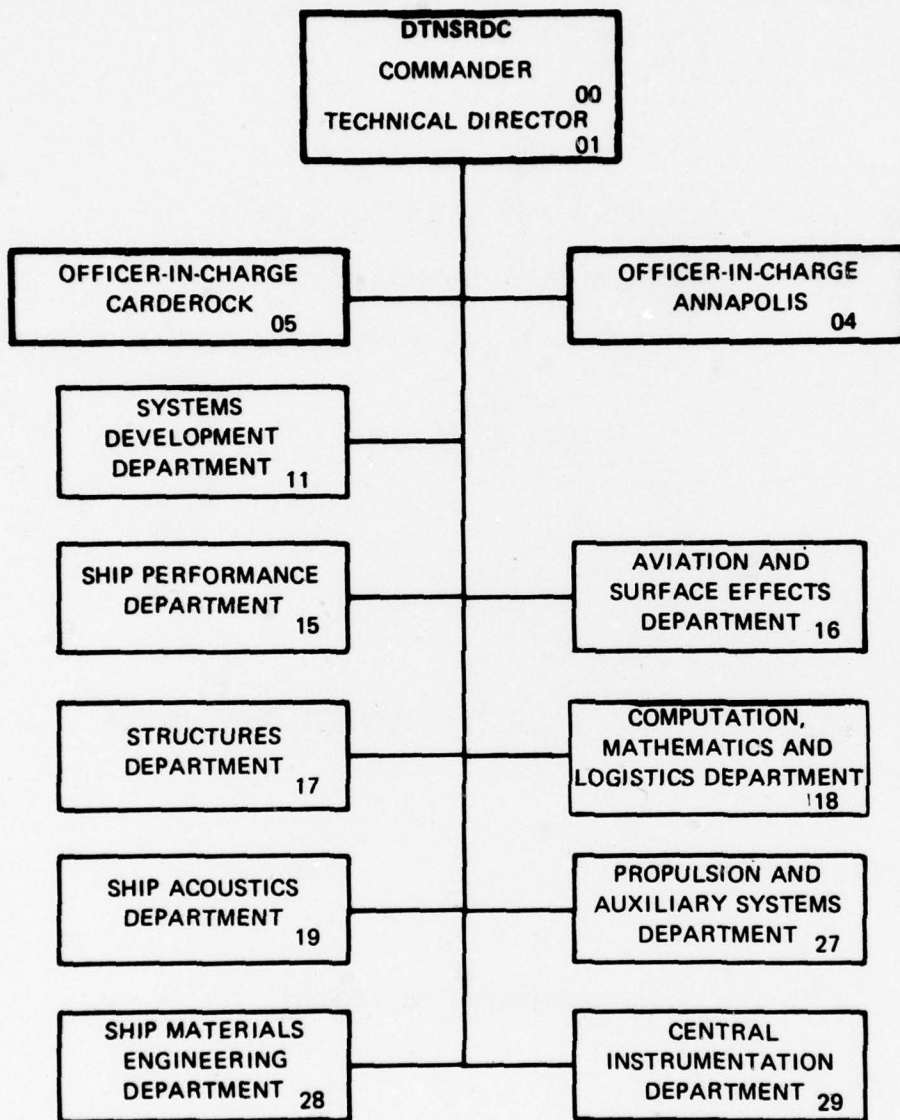 DTNSRDC
COMMANDER
00
TECHNICAL DIRECTOR
01
OFFICER-IN-CHARGE
CARDEROCK
05
OFFICER-IN-CHARGE
ANNAPOLIS
04
SYSTEMS
DEVELOPMENT
DEPARTMENT
11
SHIP PERFORMANCE
DEPARTMENT
15
AVIATION AND
SURFACE EFFECTS
DEPARTMENT
16
STRUCTURES
DEPARTMENT
17
COMPUTATION,
MATHEMATICS AND
LOGISTICS DEPARTMENT
18
SHIP ACOUSTICS
DEPARTMENT
19
PROPULSION AND
AUXILIARY SYSTEMS
DEPARTMENT
27
SHIP MATERIALS
ENGINEERING
DEPARTMENT
28
CENTRAL
INSTRUMENTATION
DEPARTMENT
29